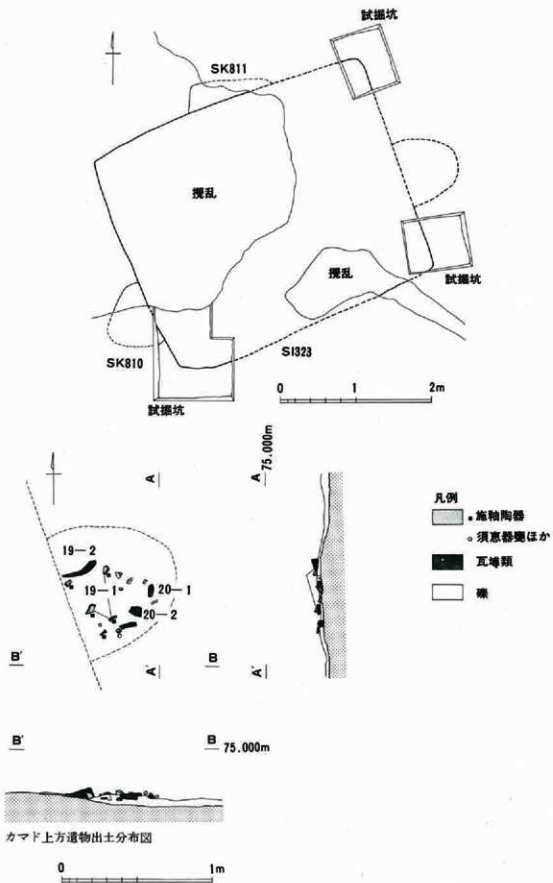 試掘坑
SK811
攪乱
攪乱
試掘坑
SK810
SI323
試掘坑
0 1 2m
A
A
75.000m
凡例
施釉陶器
須恵器甕ほか
瓦塼類
礫
19-2
19-1
20-1
20-2
B'
A'
B
A'
B'
B 75.000m
カマド上方遺物出土分布図
0 1m